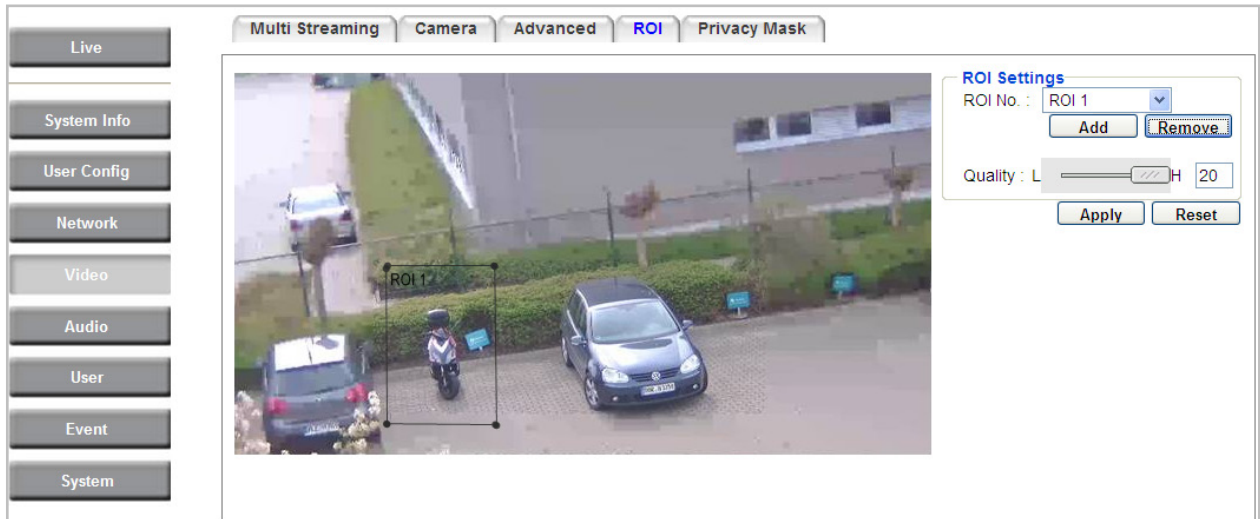 Live
System Info
User Config
Network
Video
Audio
User
Event
System
Multi Streaming
Camera
Advanced
ROI
Privacy Mask
ROI 1
ROI Settings
ROI No. : ROI 1
Add Remove
Quality : L H 20
Apply Reset